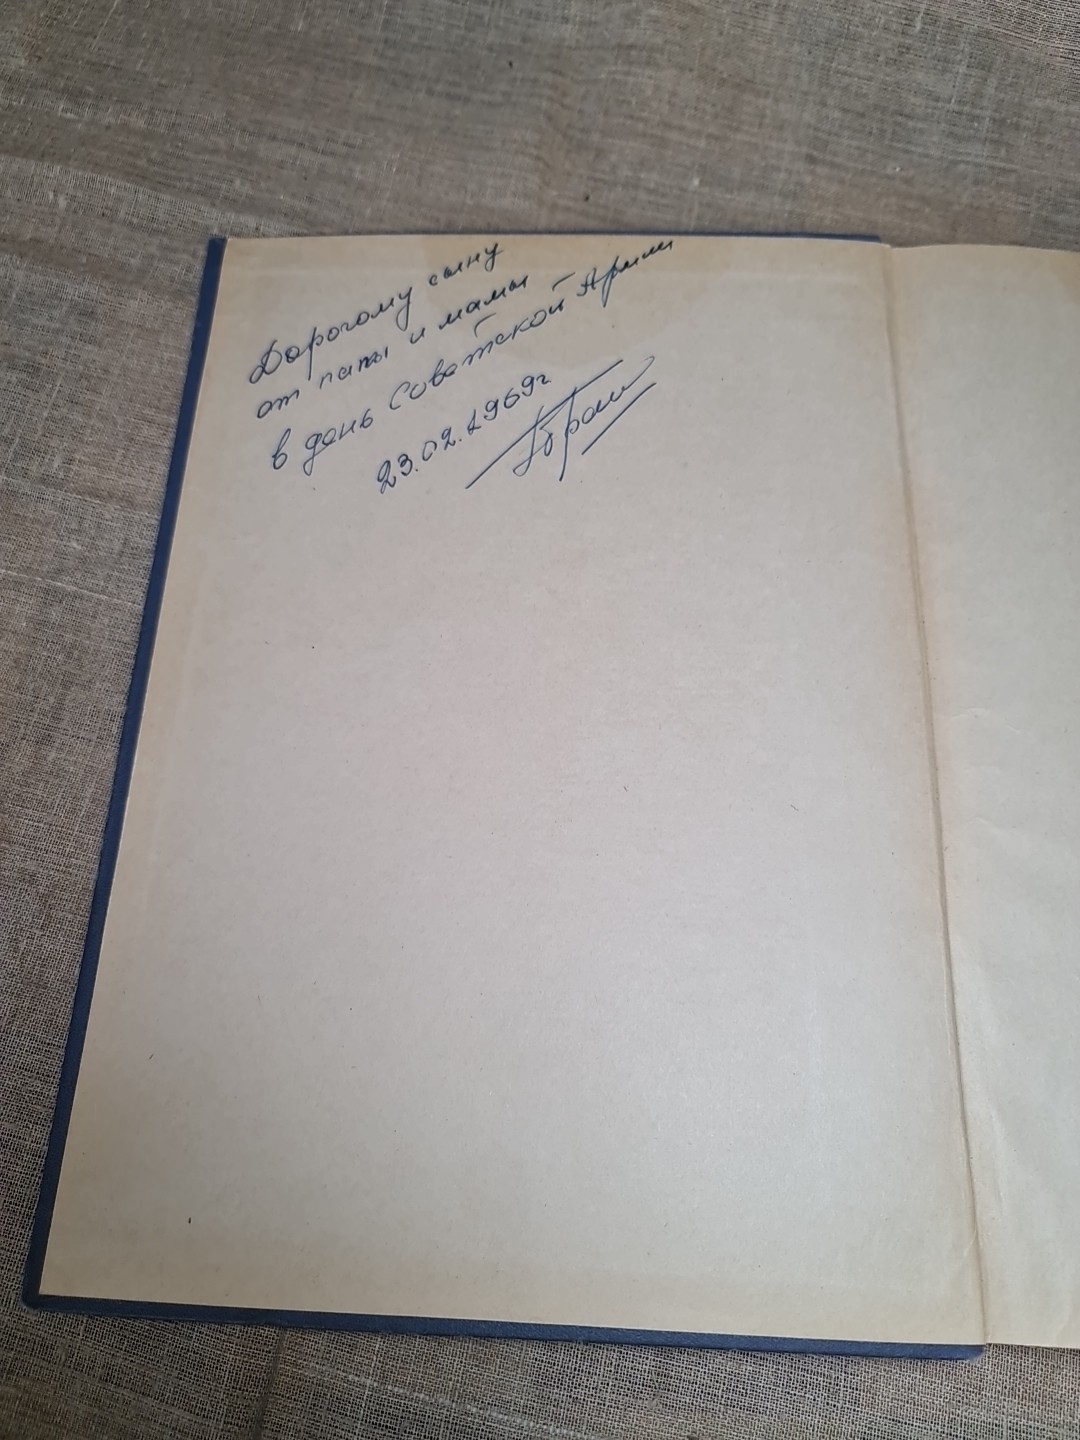 Дорогому сыну
от папы и мамы
в день Советской Армии
23.02.1969г